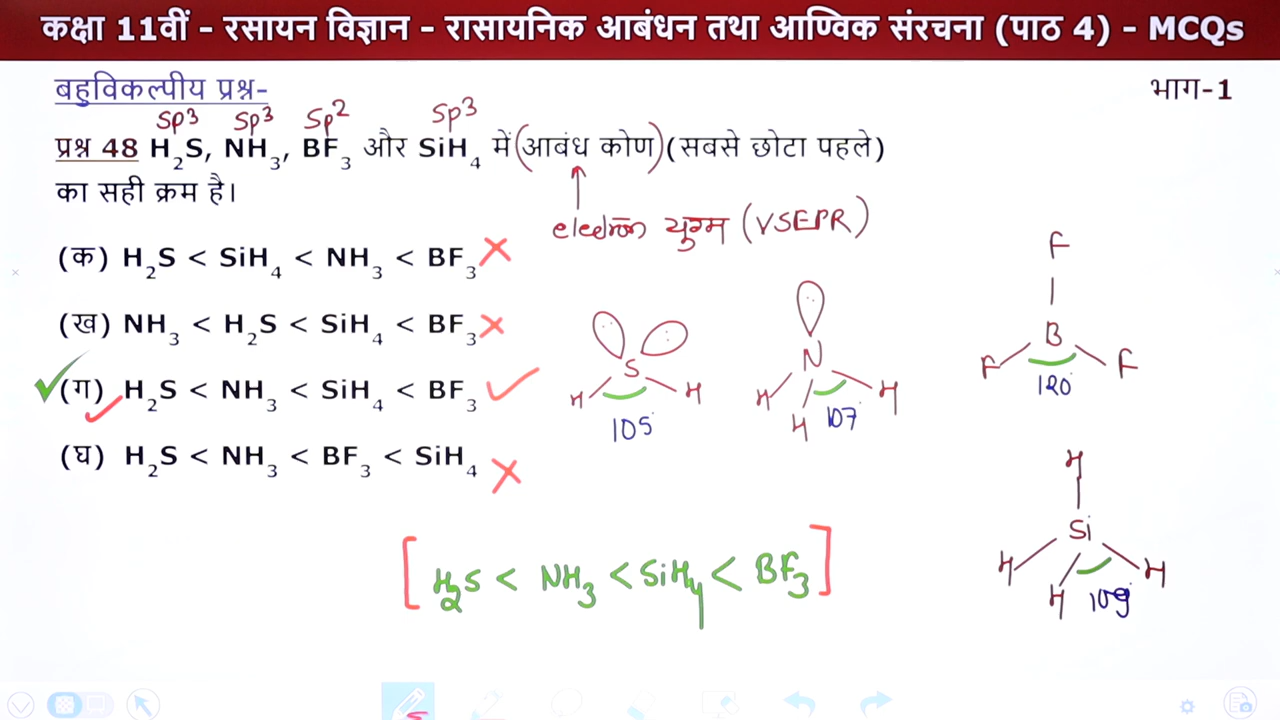 कक्षा 11वीं - रसायन विज्ञान - रासायनिक आबंधन तथा आण्विक संरचना (पाठ 4) - MCQs
बहुविकल्पीय प्रश्न-
भाग-1
Sp³ Sp³ Sp² Sp³
प्रश्न 48 H₂S, NH₃, BF₃ और SiH₄ में (आबंध कोण) (सबसे छोटा पहले)
का सही क्रम है।
electron युग्म (VSEPR)
(क) H₂S < SiH₄ < NH₃ < BF₃
(ख) NH₃ < H₂S < SiH₄ < BF₃
(ग) H₂S < NH₃ < SiH₄ < BF₃
(घ) H₂S < NH₃ < BF₃ < SiH₄
S
H H
105°
N
H H H
107°
F
B
F F
120°
H
Si
H H H
109°
[H₂S < NH₃ < SiH₄ < BF₃]